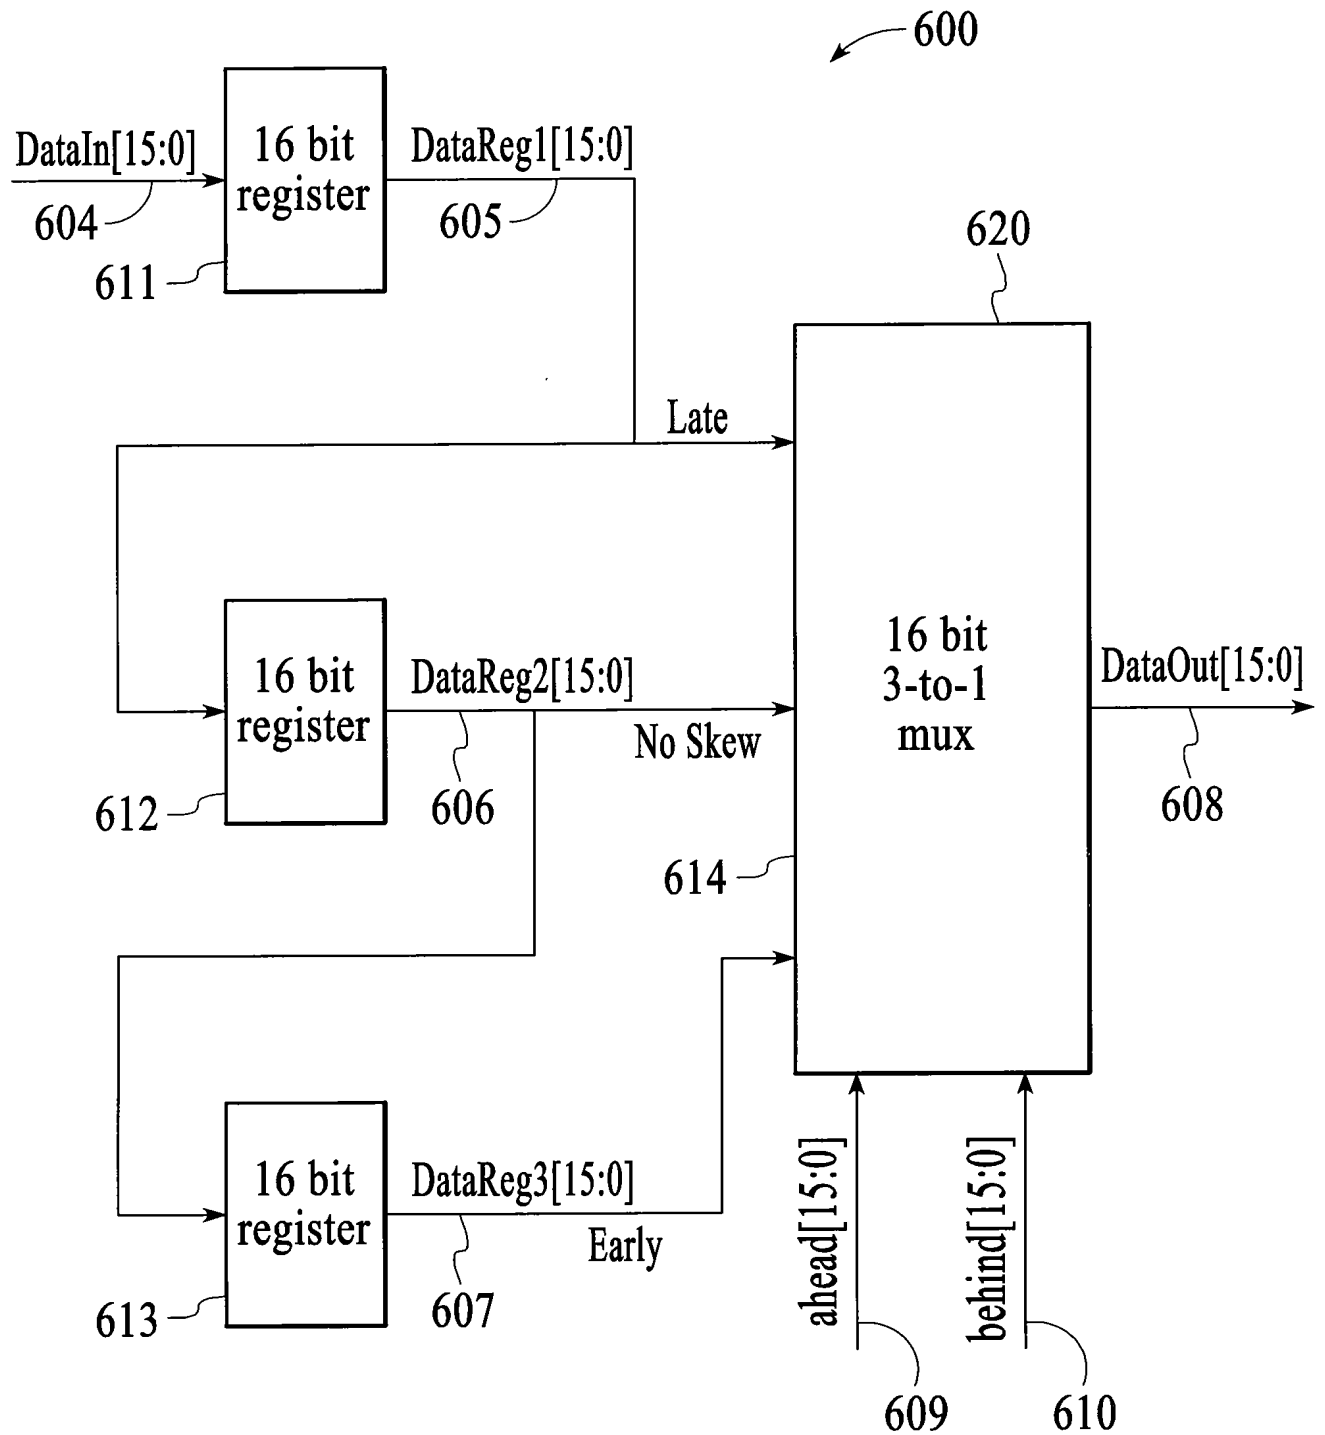 600
DataIn[15:0]
604
16 bit
register
611
DataReg1[15:0]
605
620
Late
16 bit
register
612
DataReg2[15:0]
606
No Skew
614
16 bit
3-to-1
mux
DataOut[15:0]
608
16 bit
register
613
DataReg3[15:0]
607
Early
ahead[15:0]
609
behind[15:0]
610